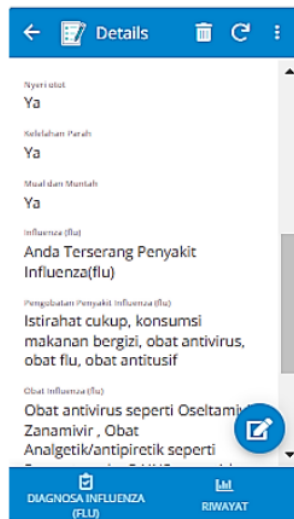 Details
Nyeri otot
Ya
Kelelahan Parah
Ya
Mual dan Muntah
Ya
Influenza (flu)
Anda Terserang Penyakit
Influenza(flu)
Pengobatan Penyakit Influenza (flu)
Istirahat cukup, konsumsi
makanan bergizi, obat antivirus,
obat flu, obat antitusif
Obat Influenza (flu)
Obat antivirus seperti
Zanamivir , Obat
Analgetik/antipiretik seperti
DIAGNOSA INFLUENZA
(FLU)
RIWAYAT